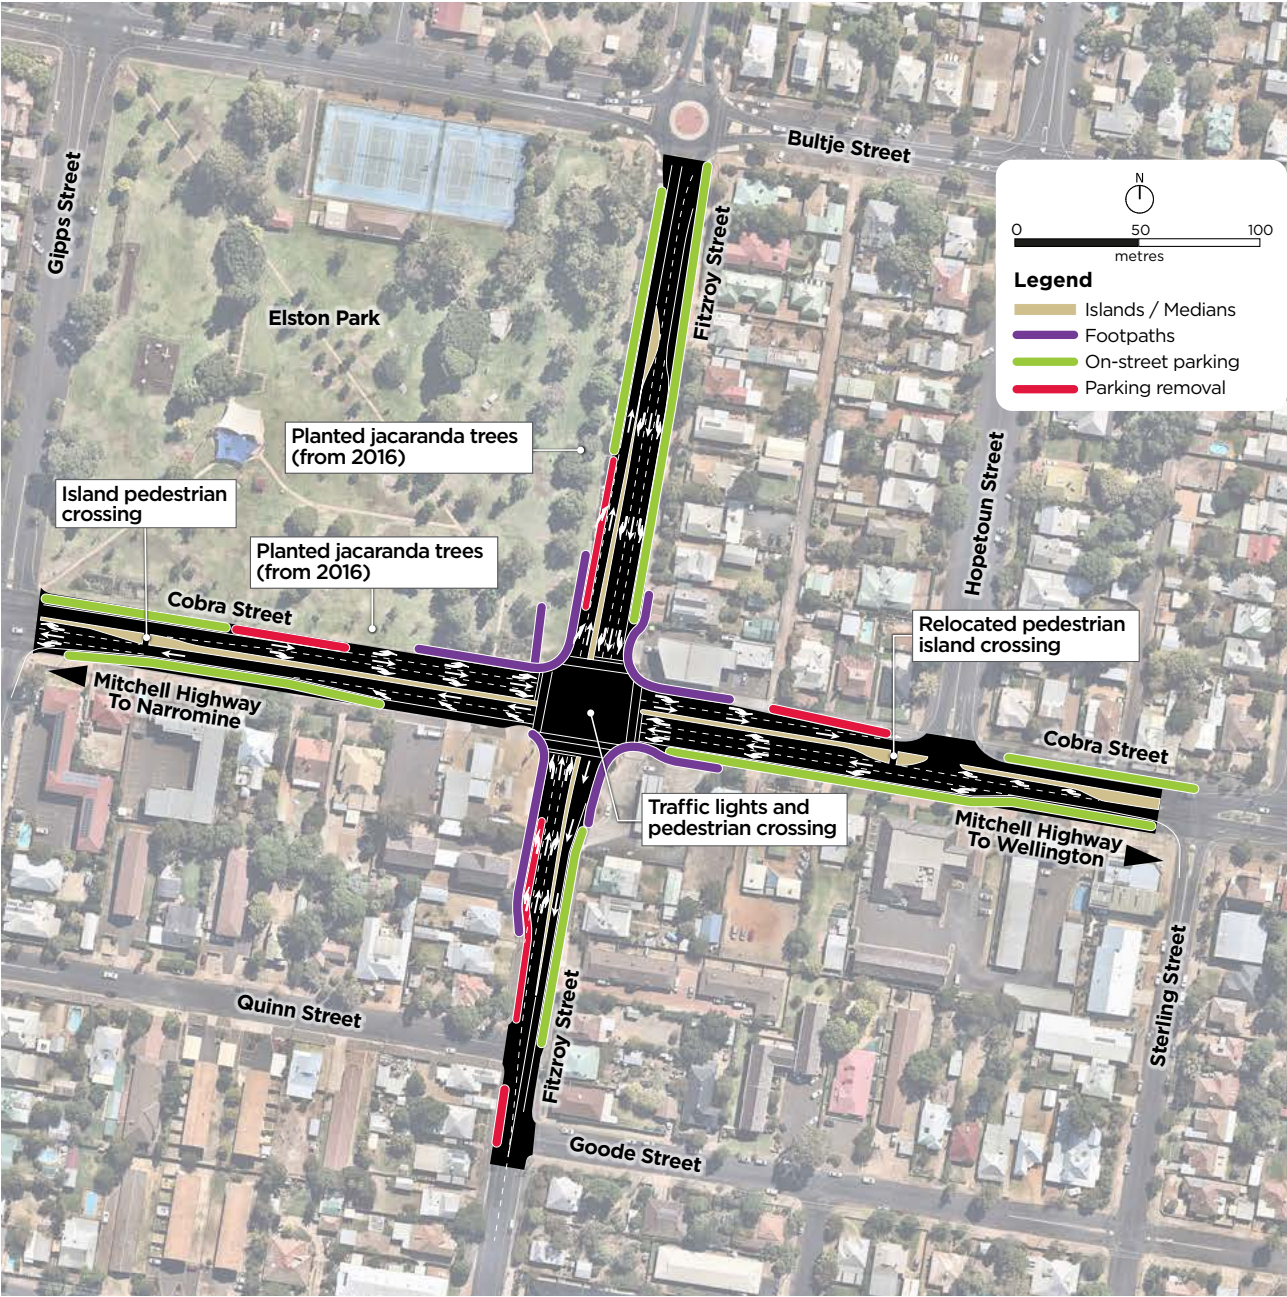 Bultje Street
Gipps Street
Fitzroy Street
N
0 50 100
metres
Legend
Islands / Medians
Footpaths
On-street parking
Parking removal
Elston Park
Planted jacaranda trees
(from 2016)
Hopetoun Street
Island pedestrian
crossing
Planted jacaranda trees
(from 2016)
Cobra Street
Relocated pedestrian
island crossing
Mitchell Highway
To Narromine
Cobra Street
Traffic lights and
pedestrian crossing
Mitchell Highway
To Wellington
Sterling Street
Quinn Street
Fitzroy Street
Goode Street